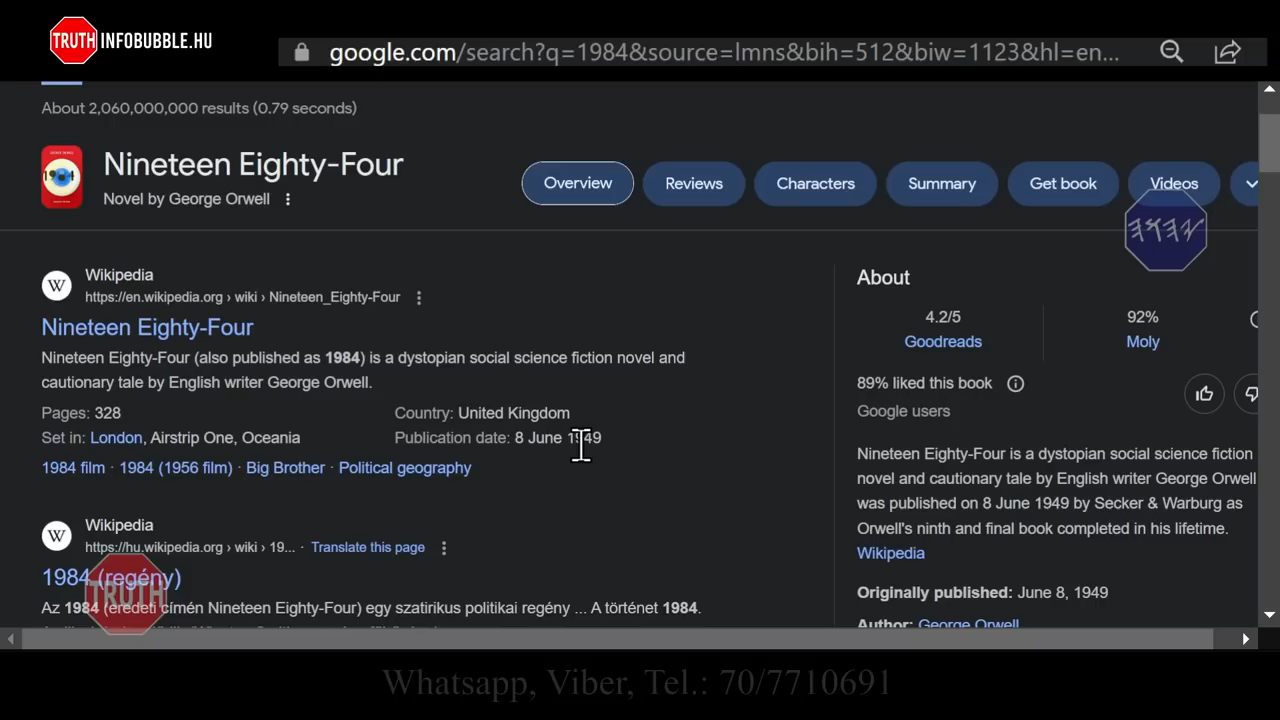 TRUTH INFOBUBBLE.HU
google.com/search?q=1984&source=lmns&bih=512&biw=1123&hl=en...
About 2,060,000,000 results (0.79 seconds)
Nineteen Eighty-Four
Novel by George Orwell
Overview
Reviews
Characters
Summary
Get book
Videos
Wikipedia
https://en.wikipedia.org › wiki › Nineteen_Eighty-Four
Nineteen Eighty-Four
Nineteen Eighty-Four (also published as 1984) is a dystopian social science fiction novel and
cautionary tale by English writer George Orwell.
Pages: 328
Country: United Kingdom
Set in: London, Airstrip One, Oceania
Publication date: 8 June 1949
1984 film · 1984 (1956 film) · Big Brother · Political geography
Wikipedia
https://hu.wikipedia.org › wiki › 19... · Translate this page
1984 (regény)
TRUTH
Az 1984 (eredeti címén Nineteen Eighty-Four) egy szatirikus politikai regény ... A történet 1984.
About
4.2/5
Goodreads
92%
Moly
89% liked this book
Google users
Nineteen Eighty-Four is a dystopian social science fiction
novel and cautionary tale by English writer George Orwell
was published on 8 June 1949 by Secker & Warburg as
Orwell's ninth and final book completed in his lifetime.
Wikipedia
Originally published: June 8, 1949
Author: George Orwell
Whatsapp, Viber, Tel.: 70/7710691